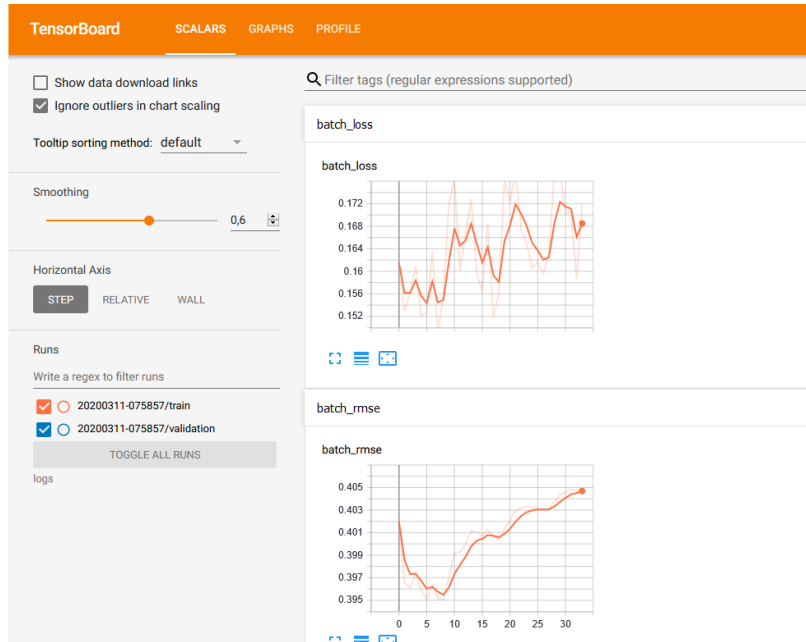 TensorBoard SCALARS GRAPHS PROFILE
Show data download links
Ignore outliers in chart scaling
Tooltip sorting method: default
Smoothing
0,6
Horizontal Axis
STEP RELATIVE WALL
Runs
Write a regex to filter runs
20200311-075857/train
20200311-075857/validation
TOGGLE ALL RUNS
logs
Filter tags (regular expressions supported)
batch_loss
batch_loss
0.172
0.168
0.164
0.16
0.156
0.152
batch_rmse
batch_rmse
0.405
0.403
0.401
0.399
0.397
0.395
0 5 10 15 20 25 30